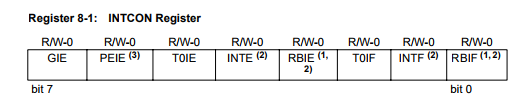 Register 8-1: INTCON Register
R/W-0 R/W-0 R/W-0 R/W-0 R/W-0 R/W-0 R/W-0 R/W-0
GIE PEIE (3) T0IE INTE (2) RBIE (1, 2) T0IF INTF (2) RBIF (1, 2)
bit 7 bit 0